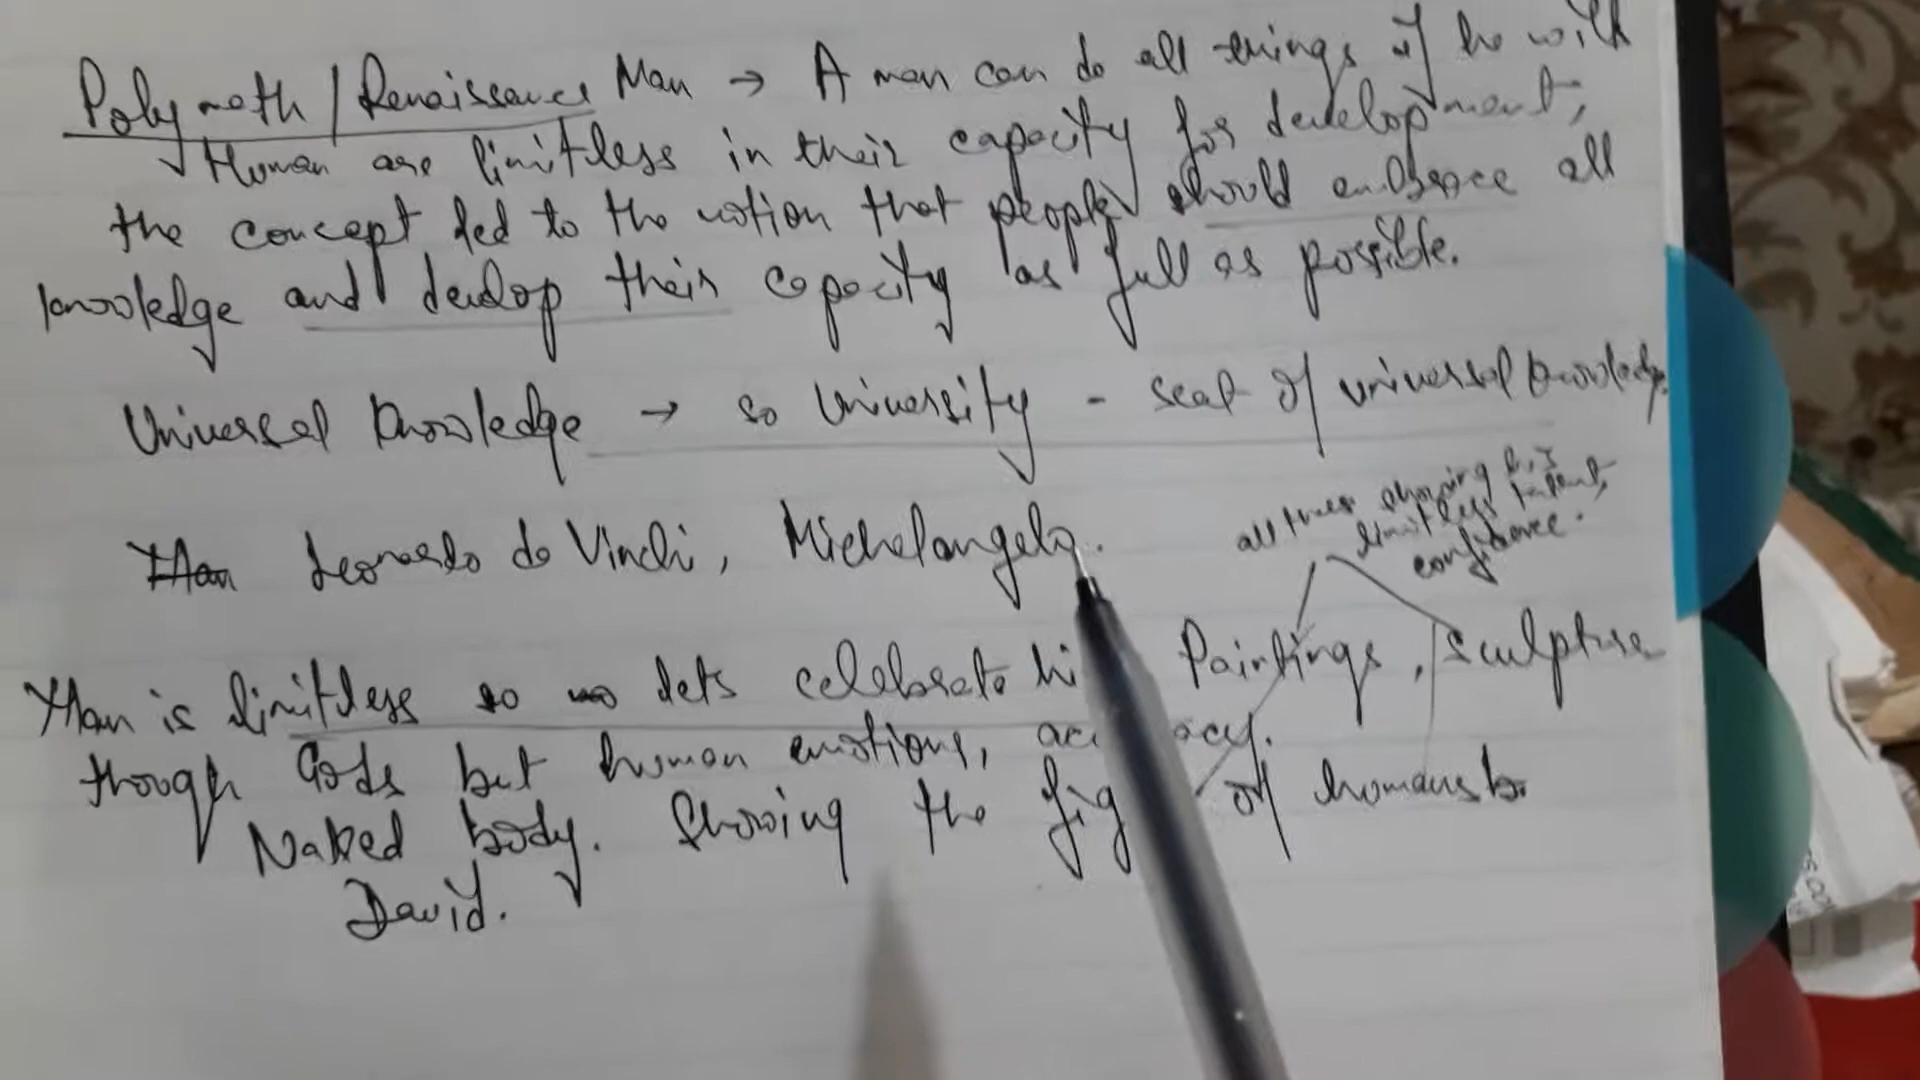 Polymath / Renaissance Man → A man can do all things if he will
Human are limitless in their capacity for development,
the concept led to the notion that people should embrace all
knowledge and develop their capacity as full as possible.
Universal Knowledge → so University - seat of universal knowledge
all these showing his
limitless talent,
confidence.
Man Leonardo da Vinchi, Michelangelo.
Man is limitless so lets celebrate Paintings, sculpture
though Gods but human emotions,
Naked body. Showing the of humans
David.